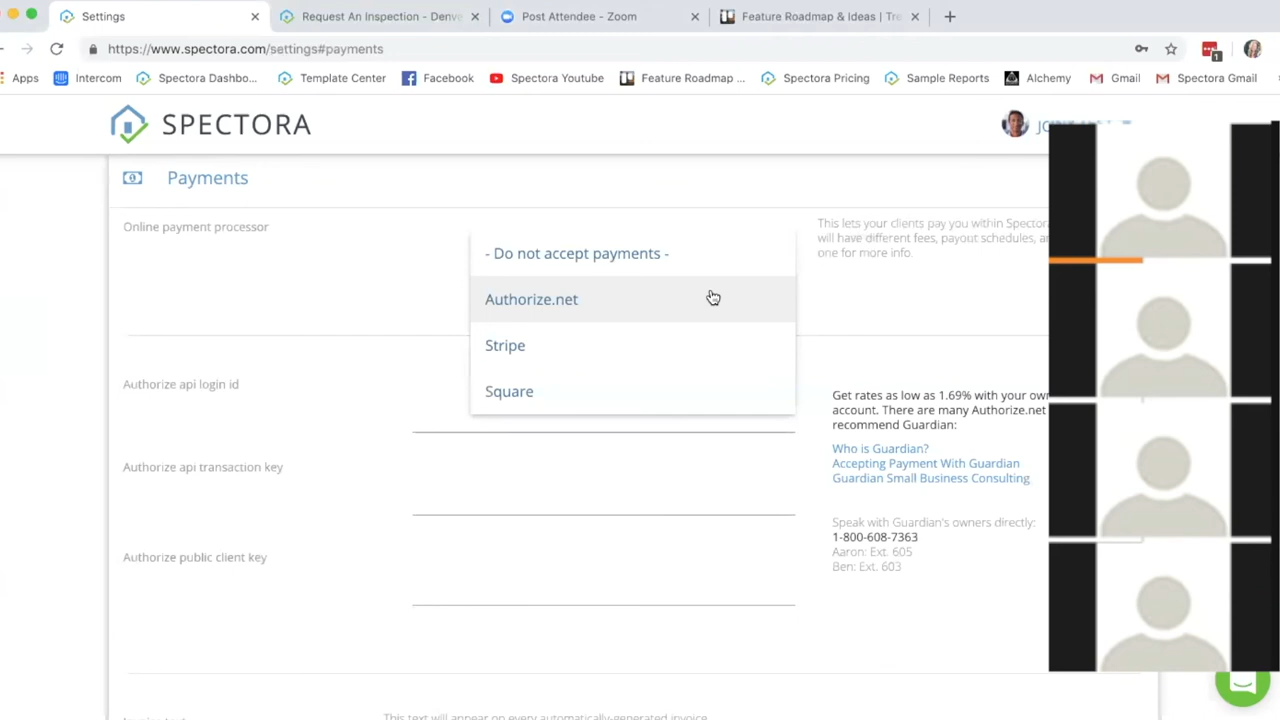 Settings
Request An Inspection - Denve
Post Attendee - Zoom
Feature Roadmap & Ideas | Tre
https://www.spectora.com/settings#payments
1
Apps
Intercom
Spectora Dashbo...
Template Center
Facebook
Spectora Youtube
Feature Roadmap ...
Spectora Pricing
Sample Reports
Alchemy
Gmail
Spectora Gmail
SPECTORA
Payments
Online payment processor
- Do not accept payments -
Authorize.net
Stripe
Square
This lets your clients pay you within Spector
will have different fees, payout schedules, an
one for more info.
Authorize api login id
Get rates as low as 1.69% with your own
account. There are many Authorize.net
recommend Guardian:
Who is Guardian?
Accepting Payment With Guardian
Guardian Small Business Consulting
Authorize api transaction key
Speak with Guardian's owners directly:
1-800-608-7363
Aaron: Ext. 605
Ben: Ext. 603
Authorize public client key
This text will appear on every automatically-generated invoice